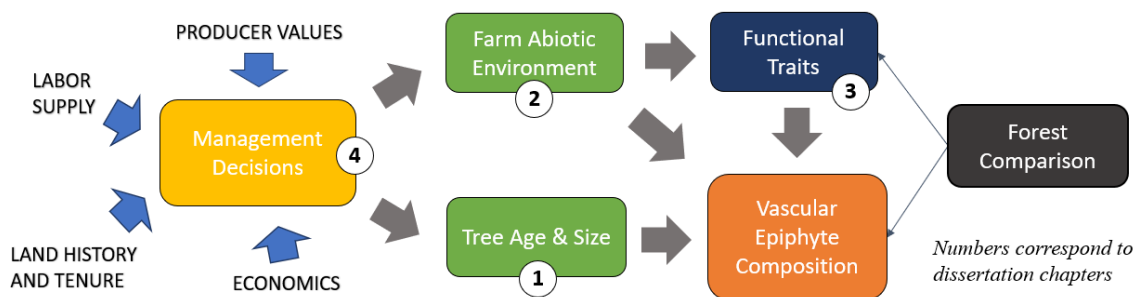 PRODUCER VALUES
LABOR
SUPPLY
Management
Decisions
4
LAND HISTORY
AND TENURE
ECONOMICS
Farm Abiotic
Environment
2
Tree Age & Size
1
Functional
Traits
3
Vascular
Epiphyte
Composition
Forest
Comparison
Numbers correspond to
dissertation chapters